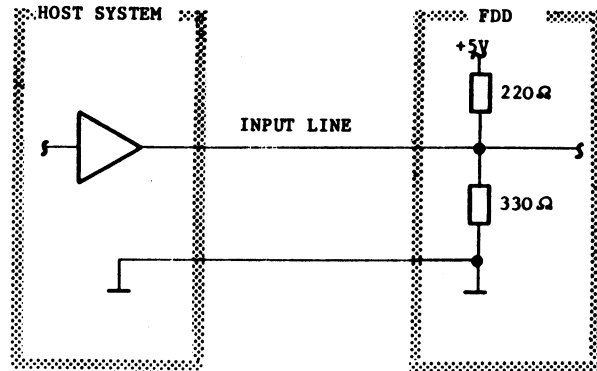 HOST SYSTEM
FDD
+5V
220Ω
INPUT LINE
330Ω